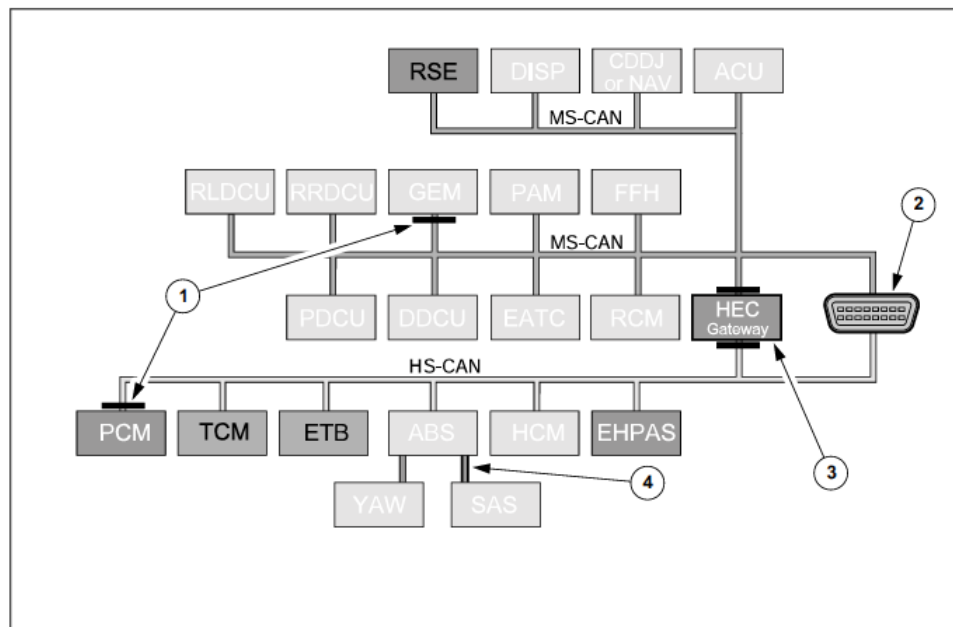 RSE
DISP
CDDJ
or NAV
ACU
MS-CAN
RLDCU
RRDCU
GEM
PAM
FFH
2
MS-CAN
1
PDCU
DDCU
EATC
RCM
HEC
Gateway
HS-CAN
PCM
TCM
ETB
ABS
HCM
EHPAS
3
4
YAW
SAS